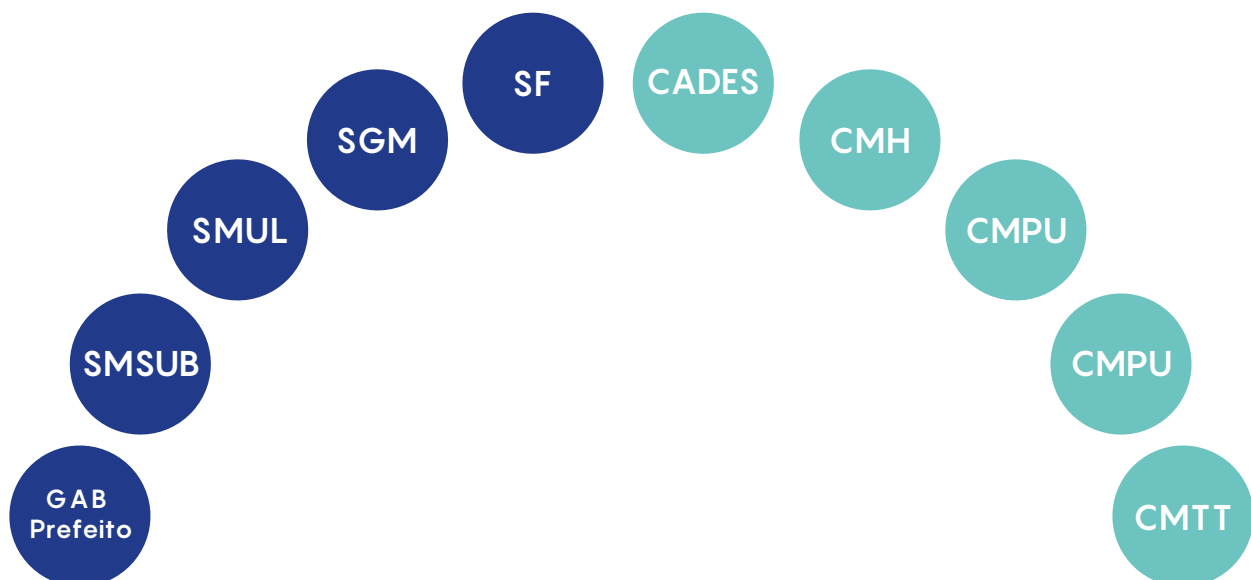 SF
CADES
SGM
CMH
SMUL
CMPU
SMSUB
CMPU
GAB
Prefeito
CMTT